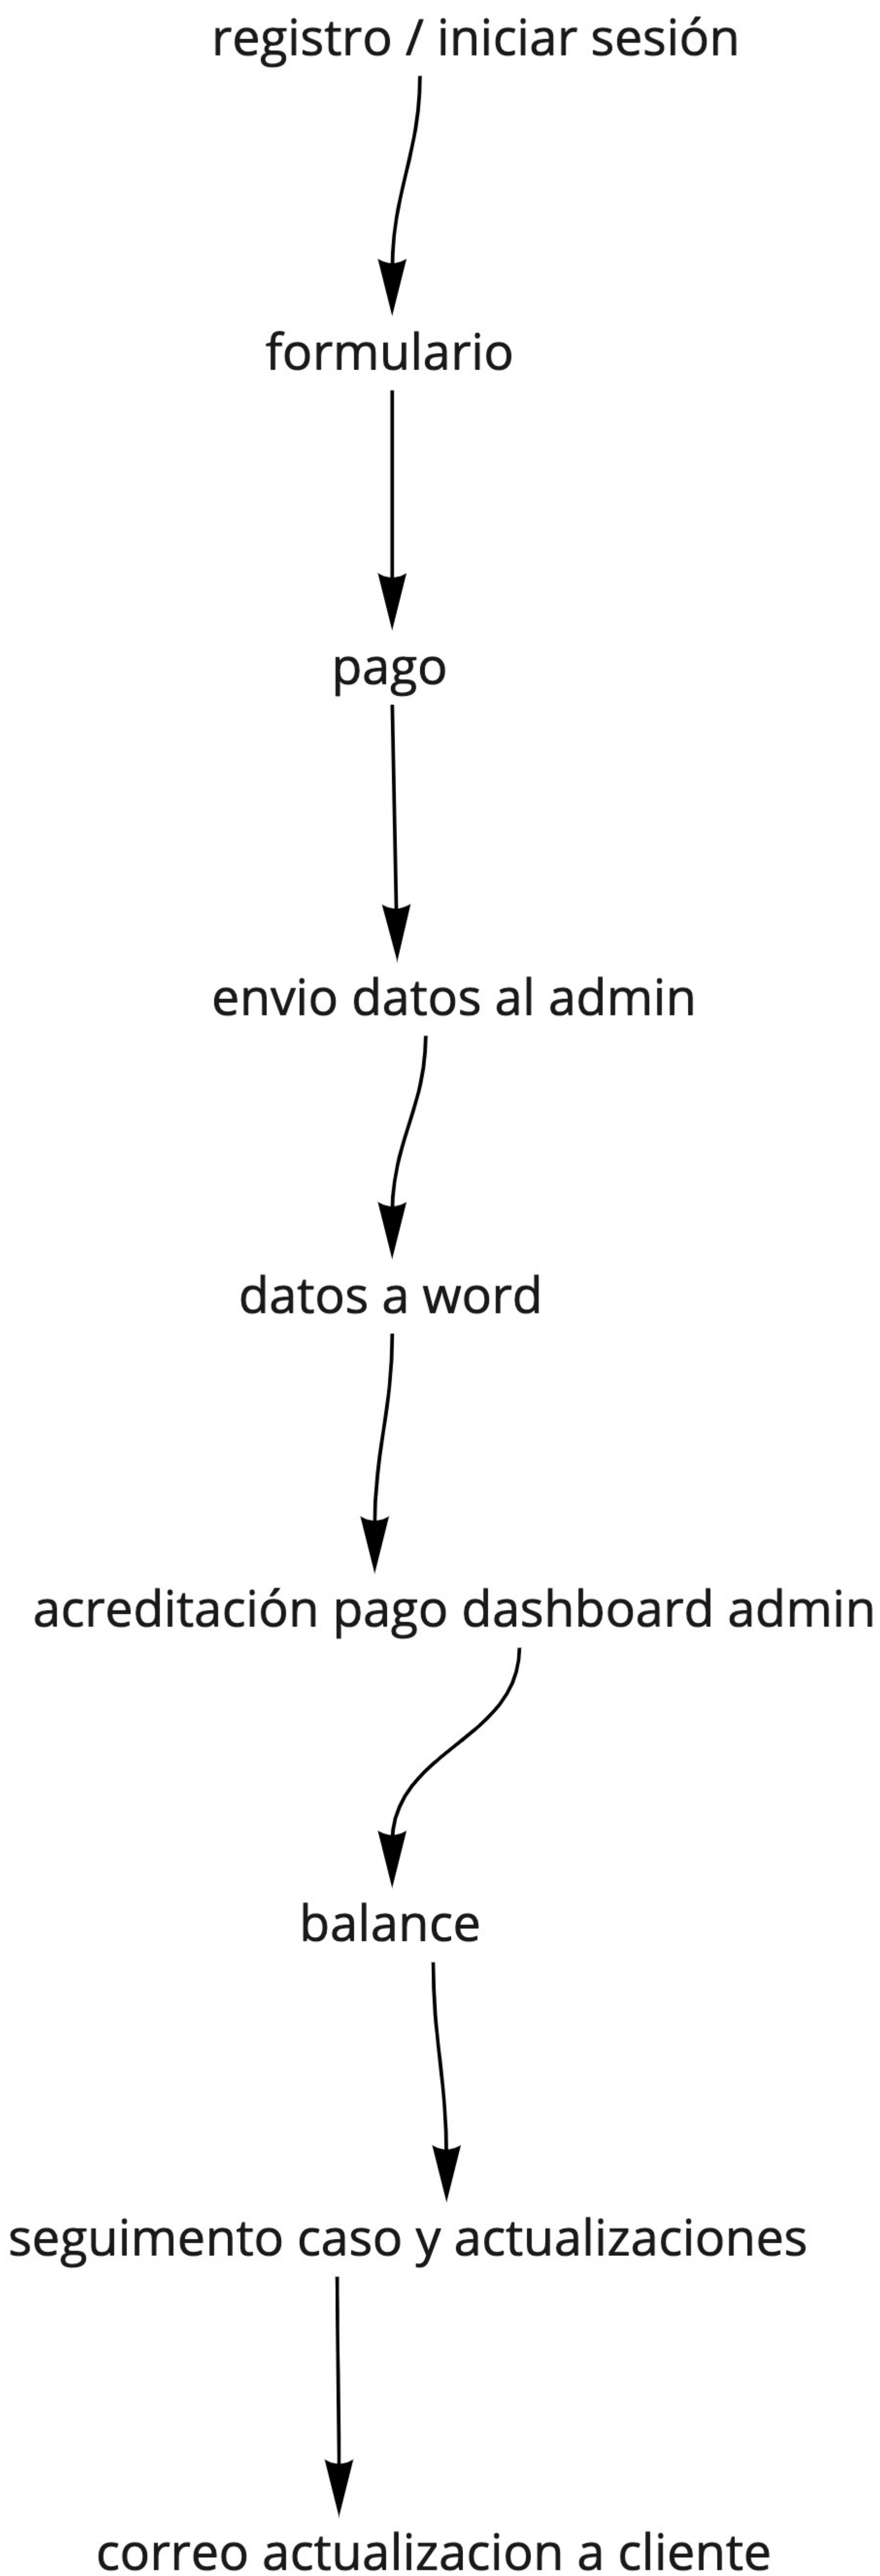 registro / iniciar sesión
formulario
pago
envio datos al admin
datos a word
acreditación pago dashboard admin
balance
seguimento caso y actualizaciones
correo actualizacion a cliente